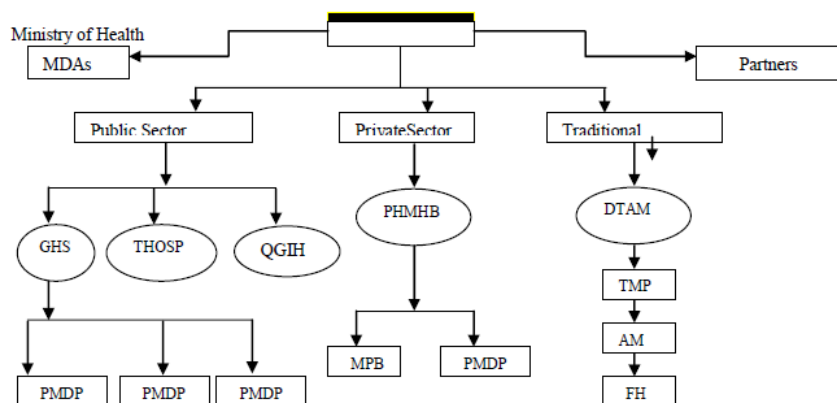 Ministry of Health
MDAs
Partners
Public Sector
PrivateSector
Traditional
GHS
THOSP
QGIH
PHMHB
DTAM
TMP
AM
FH
MPB
PMDP
PMDP
PMDP
PMDP